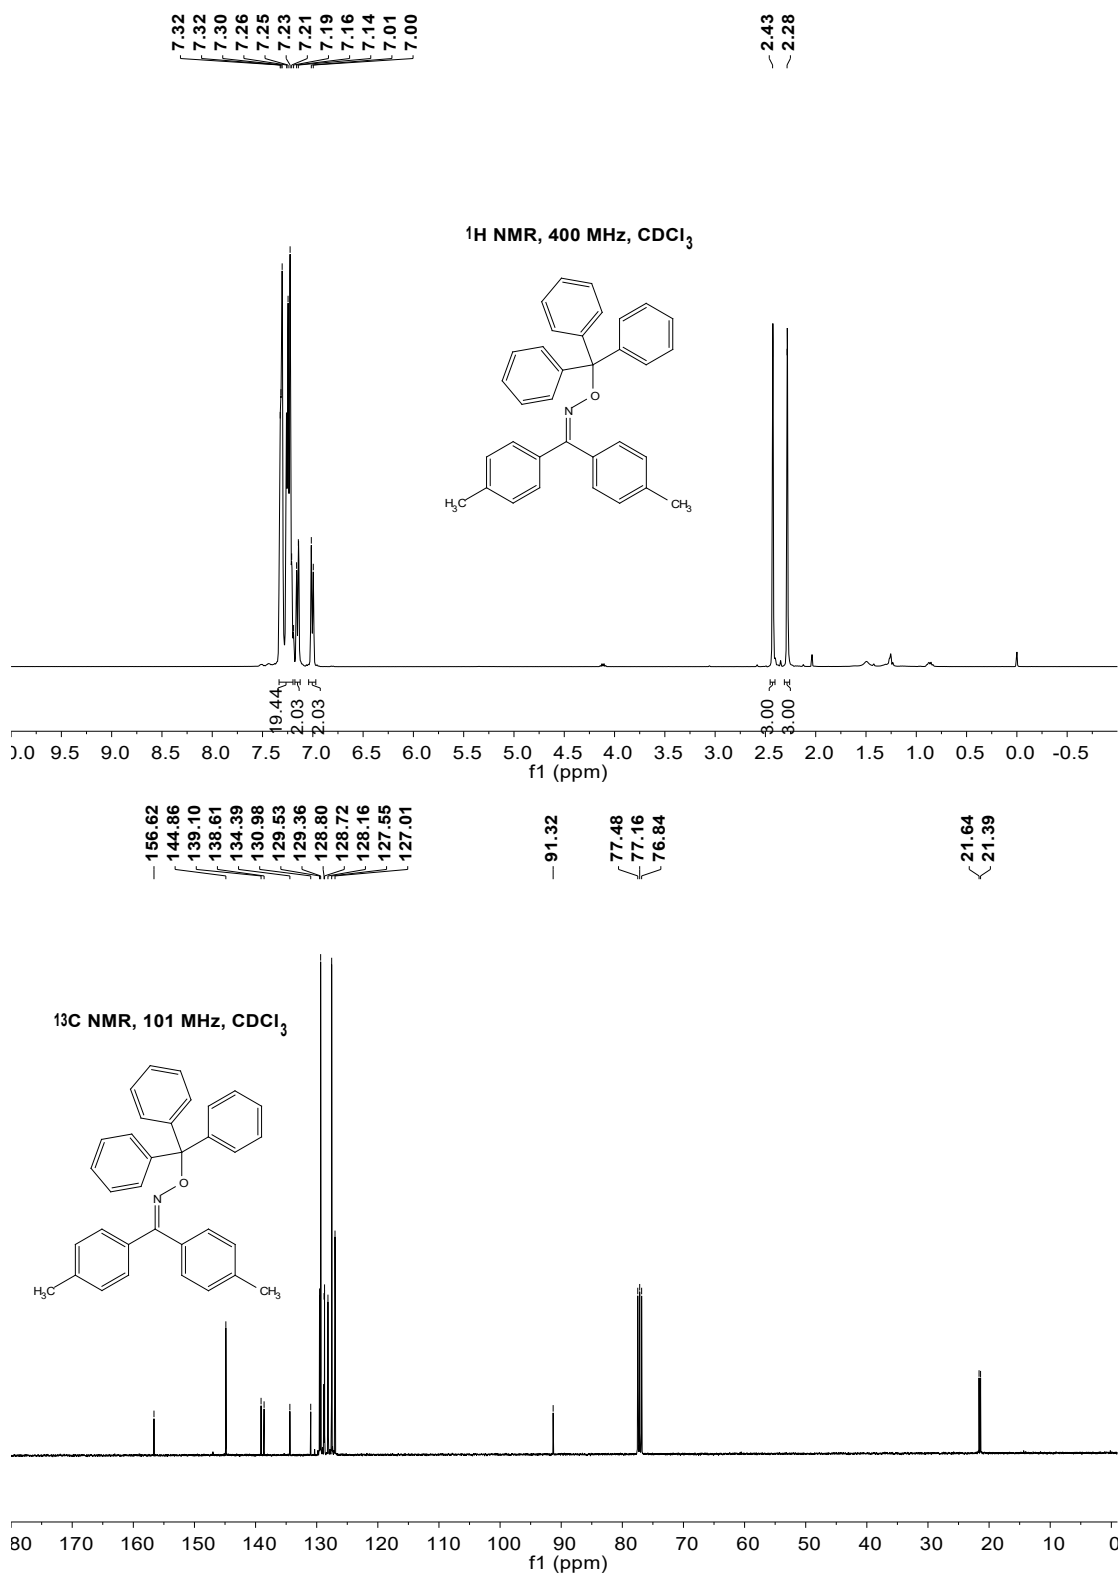 7.32
7.32
7.30
7.26
7.25
7.23
7.21
7.19
7.16
7.14
7.01
7.00
2.43
2.28
¹H NMR, 400 MHz, CDCl₃
O
N
H₃C
CH₃
19.44
2.03
2.03
3.00
3.00
0.0 9.5 9.0 8.5 8.0 7.5 7.0 6.5 6.0 5.5 5.0 4.5 4.0 3.5 3.0 2.5 2.0 1.5 1.0 0.5 0.0 -0.5
f1 (ppm)
156.62
144.86
139.10
138.61
134.39
130.98
129.53
129.36
128.80
128.72
128.16
127.55
127.01
91.32
77.48
77.16
76.84
21.64
21.39
¹³C NMR, 101 MHz, CDCl₃
O
N
H₃C
CH₃
80 170 160 150 140 130 120 110 100 90 80 70 60 50 40 30 20 10 0
f1 (ppm)